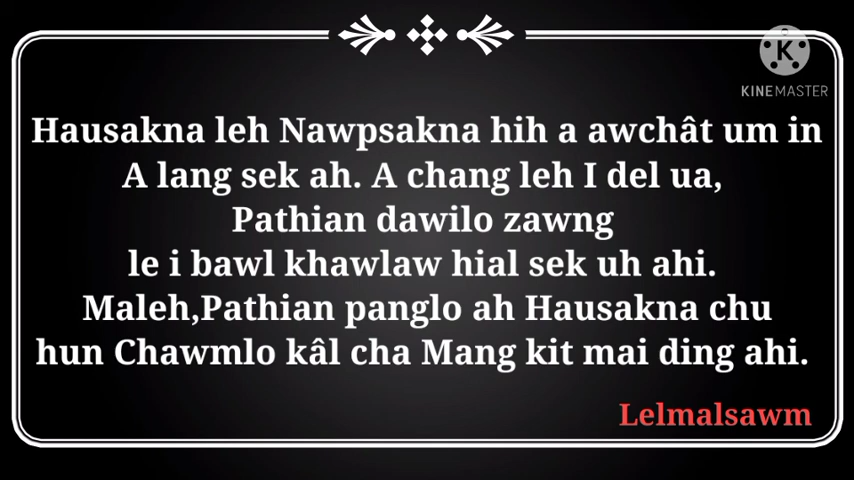 K
KINEMASTER
Hausakna leh Nawpsakna hih a awchât um in
A lang sek ah. A chang leh I del ua,
Pathian dawilo zawng
le i bawl khawlaw hial sek uh ahi.
Maleh,Pathian panglo ah Hausakna chu
hun Chawmlo kâl cha Mang kit mai ding ahi.
Lelmalsawm